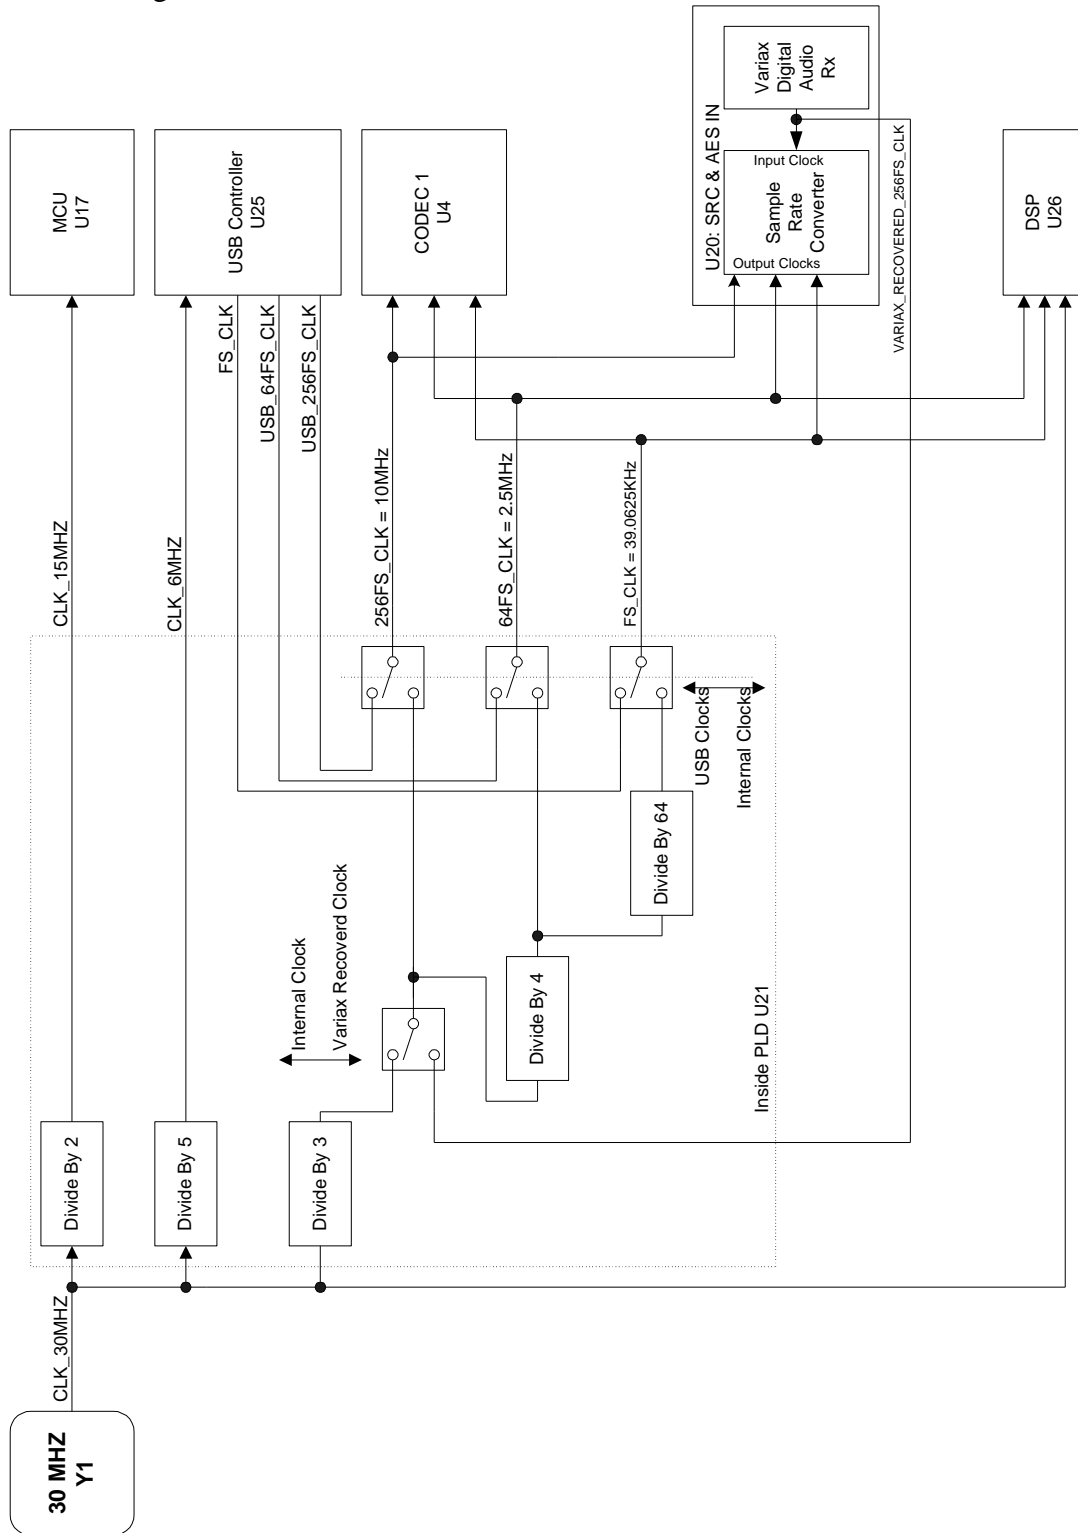 MCU
U17
USB Controller
U25
CODEC 1
U4
U20: SRC & AES IN
Variax
Digital
Audio
Rx
Input Clock
Sample
Rate
Converter
Output Clocks
DSP
U26
VARIAX_RECOVERED_256FS_CLK
FS_CLK
USB_64FS_CLK
USB_256FS_CLK
CLK_15MHZ
CLK_6MHZ
256FS_CLK = 10MHz
64FS_CLK = 2.5MHz
FS_CLK = 39.0625KHz
USB Clocks
Internal Clocks
Divide By 64
Internal Clock
Variax Recoverd Clock
Divide By 4
Inside PLD U21
Divide By 2
Divide By 5
Divide By 3
CLK_30MHZ
30 MHZ
Y1